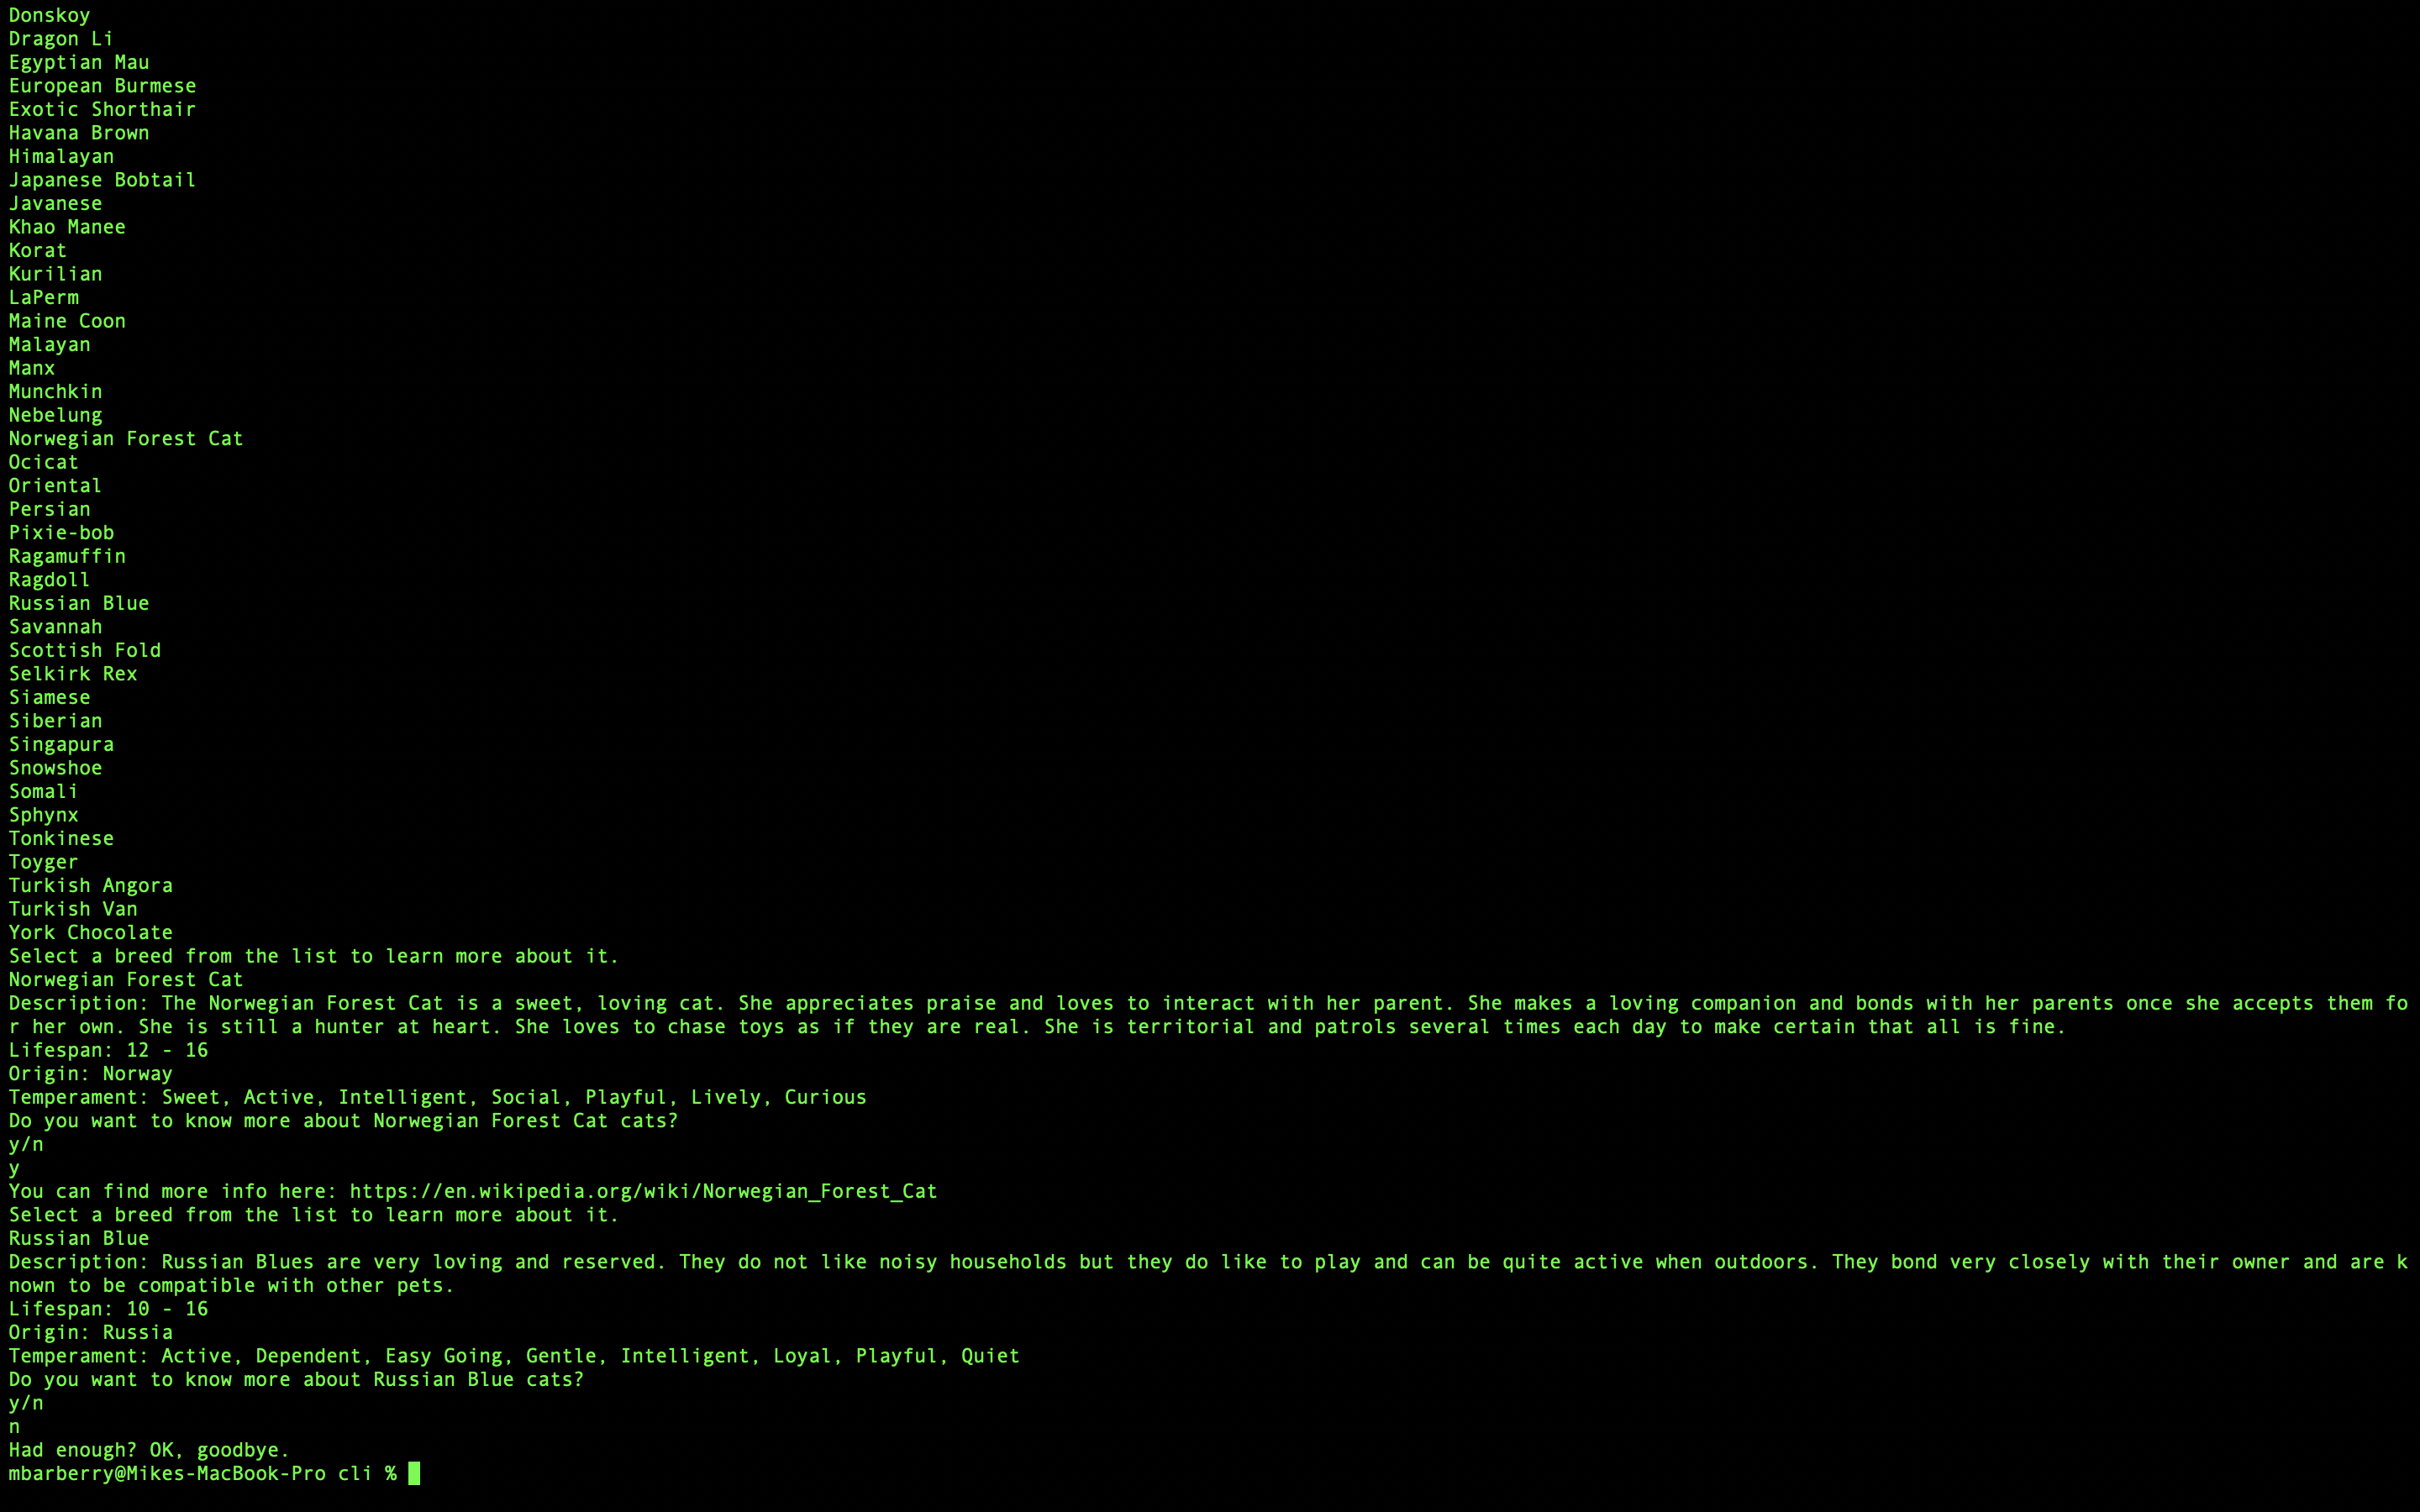 Donskoy
Dragon Li
Egyptian Mau
European Burmese
Exotic Shorthair
Havana Brown
Himalayan
Japanese Bobtail
Javanese
Khao Manee
Korat
Kurilian
LaPerm
Maine Coon
Malayan
Manx
Munchkin
Nebelung
Norwegian Forest Cat
Ocicat
Oriental
Persian
Pixie-bob
Ragamuffin
Ragdoll
Russian Blue
Savannah
Scottish Fold
Selkirk Rex
Siamese
Siberian
Singapura
Snowshoe
Somali
Sphynx
Tonkinese
Toyger
Turkish Angora
Turkish Van
York Chocolate
Select a breed from the list to learn more about it.
Norwegian Forest Cat
Description: The Norwegian Forest Cat is a sweet, loving cat. She appreciates praise and loves to interact with her parent. She makes a loving companion and bonds with her parents once she accepts them fo
r her own. She is still a hunter at heart. She loves to chase toys as if they are real. She is territorial and patrols several times each day to make certain that all is fine.
Lifespan: 12 - 16
Origin: Norway
Temperament: Sweet, Active, Intelligent, Social, Playful, Lively, Curious
Do you want to know more about Norwegian Forest Cat cats?
y/n
y
You can find more info here: https://en.wikipedia.org/wiki/Norwegian_Forest_Cat
Select a breed from the list to learn more about it.
Russian Blue
Description: Russian Blues are very loving and reserved. They do not like noisy households but they do like to play and can be quite active when outdoors. They bond very closely with their owner and are k
nown to be compatible with other pets.
Lifespan: 10 - 16
Origin: Russia
Temperament: Active, Dependent, Easy Going, Gentle, Intelligent, Loyal, Playful, Quiet
Do you want to know more about Russian Blue cats?
y/n
n
Had enough? OK, goodbye.
mbarberry@Mikes-MacBook-Pro cli %